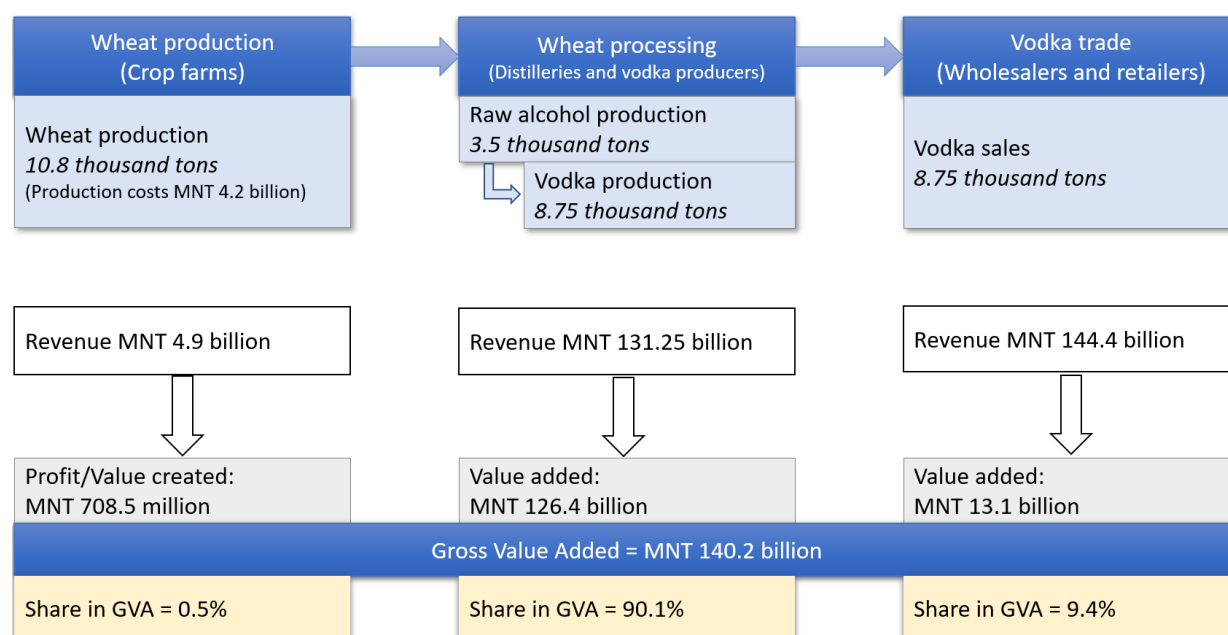 Wheat production
(Crop farms)
Wheat processing
(Distilleries and vodka producers)
Vodka trade
(Wholesalers and retailers)
Wheat production
10.8 thousand tons
(Production costs MNT 4.2 billion)
Raw alcohol production
3.5 thousand tons
Vodka production
8.75 thousand tons
Vodka sales
8.75 thousand tons
Revenue MNT 4.9 billion
Revenue MNT 131.25 billion
Revenue MNT 144.4 billion
Profit/Value created:
MNT 708.5 million
Value added:
MNT 126.4 billion
Value added:
MNT 13.1 billion
Gross Value Added = MNT 140.2 billion
Share in GVA = 0.5%
Share in GVA = 90.1%
Share in GVA = 9.4%